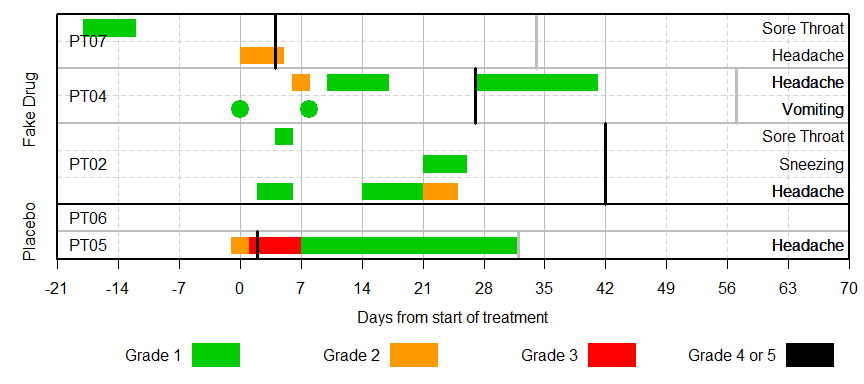 Fake Drug
PT07
Sore Throat
Headache
PT04
Headache
Vomiting
PT02
Sore Throat
Sneezing
Headache
Placebo
PT06
PT05
Headache
-21 -14 -7 0 7 14 21 28 35 42 49 56 63 70
Days from start of treatment
Grade 1 Grade 2 Grade 3 Grade 4 or 5